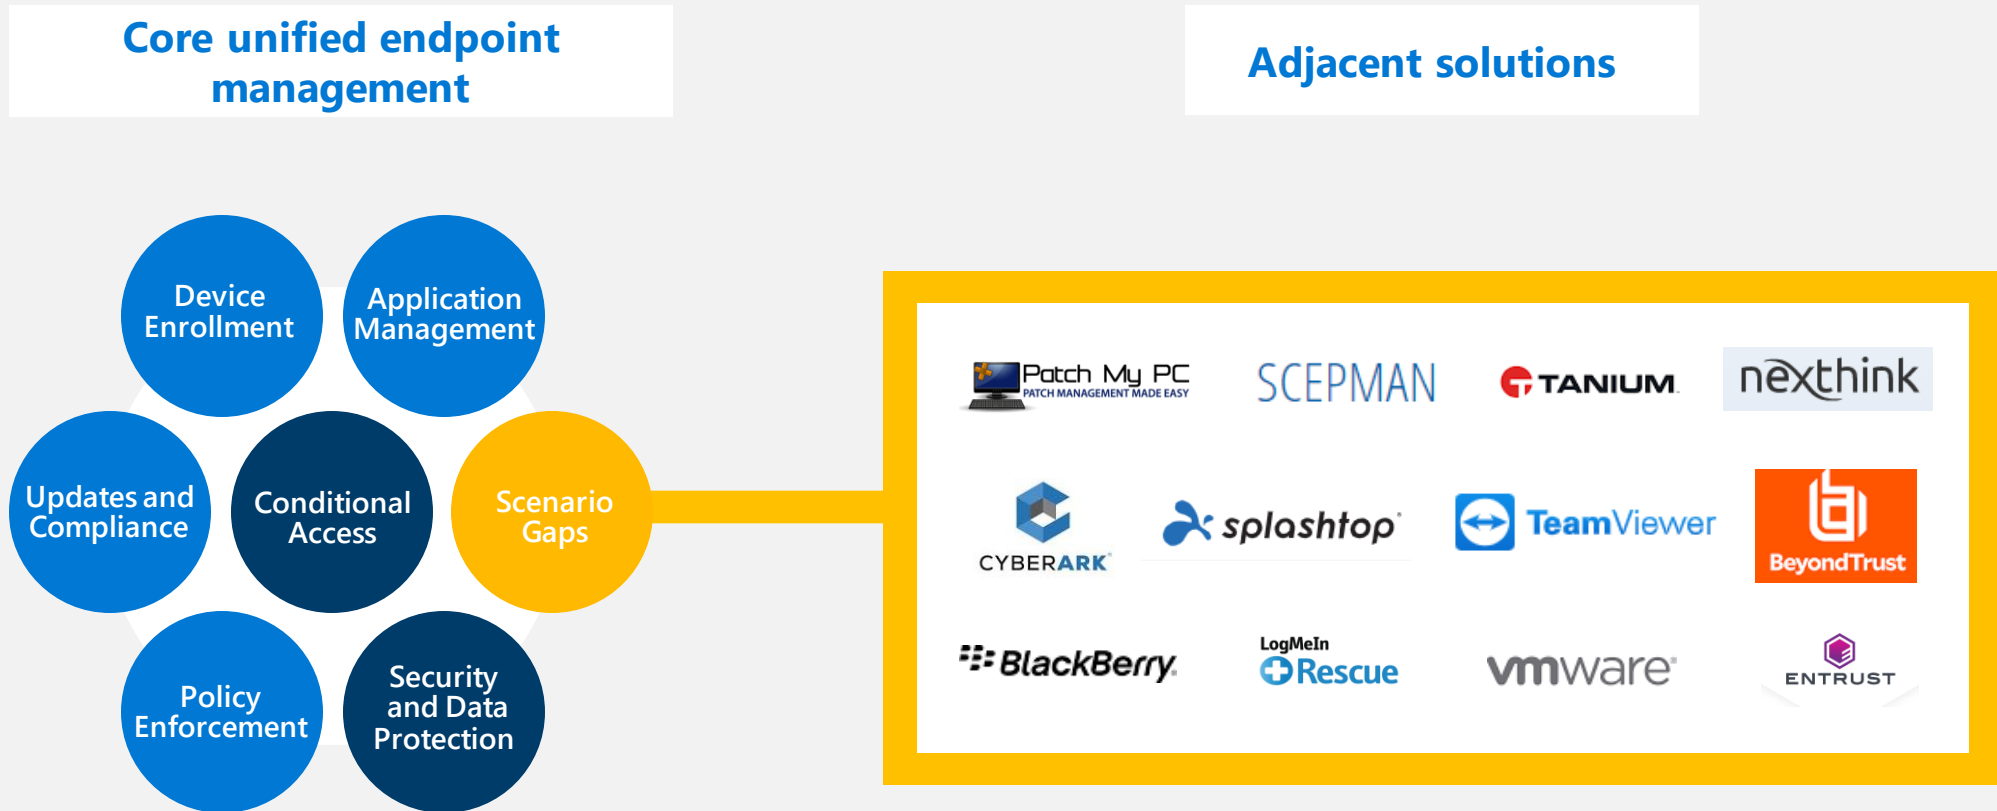 Core unified endpoint
management
Adjacent solutions
Device
Enrollment
Application
Management
Updates and
Compliance
Conditional
Access
Scenario
Gaps
Policy
Enforcement
Security
and Data
Protection
Patch My PC
PATCH MANAGEMENT MADE EASY
SCEPMAN
TANIUM
nexthink
CYBERARK®
splashtop®
TeamViewer
BeyondTrust
BlackBerry
LogMeIn
Rescue
vmware®
ENTRUST